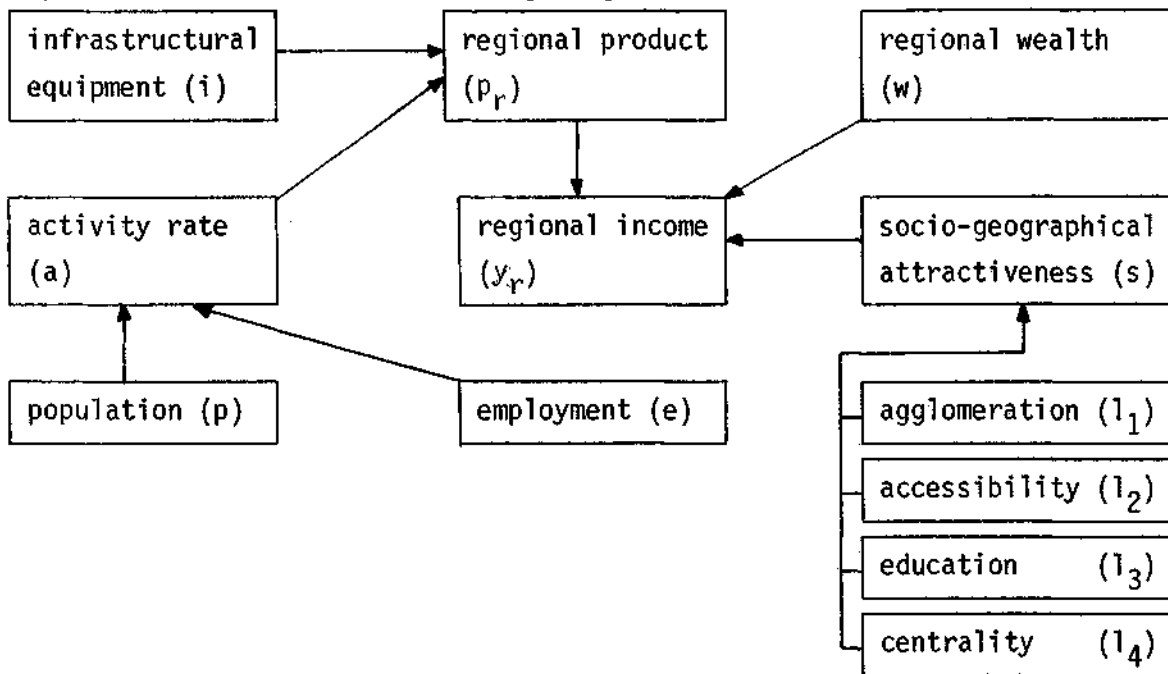 infrastructural
equipment (i)
regional product
(p_r)
regional wealth
(w)
activity rate
(a)
regional income
(y_r)
socio-geographical
attractiveness (s)
population (p)
employment (e)
agglomeration (l_1)
accessibility (l_2)
education (l_3)
centrality (l_4)